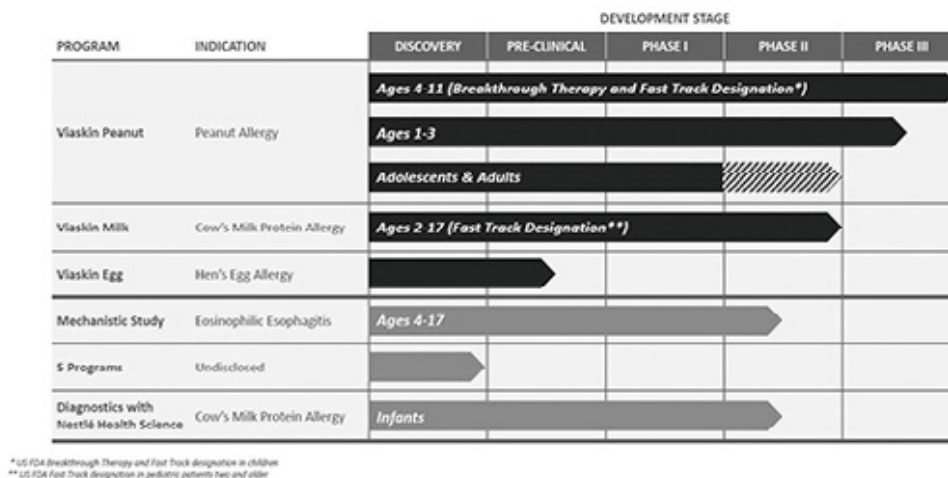 DEVELOPMENT STAGE
PROGRAM INDICATION DISCOVERY PRE-CLINICAL PHASE I PHASE II PHASE III
Ages 4-11 (Breakthrough Therapy and Fast Track Designation*)
Viaskin Peanut Peanut Allergy Ages 1-3
Adolescents & Adults
Viaskin Milk Cow's Milk Protein Allergy Ages 2-17 (Fast Track Designation**)
Viaskin Egg Hen's Egg Allergy
Mechanistic Study Eosinophilic Esophagitis Ages 4-17
5 Programs Undisclosed
Diagnostics with
Nestlé Health Science Cow's Milk Protein Allergy Infants
* US FDA Breakthrough Therapy and Fast Track designation in children
** US FDA Fast Track designation in pediatric patients two and older